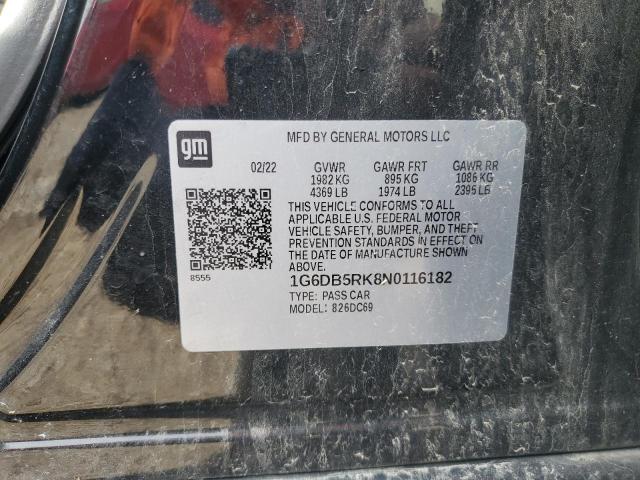 gm
MFD BY GENERAL MOTORS LLC
02/22 GVWR GAWR FRT GAWR RR
1982 KG 895 KG 1086 KG
4369 LB 1974 LB 2395 LB
THIS VEHICLE CONFORMS TO ALL
APPLICABLE U.S. FEDERAL MOTOR
VEHICLE SAFETY, BUMPER, AND THEFT
PREVENTION STANDARDS IN EFFECT ON
THE DATE OF MANUFACTURE SHOWN
ABOVE.
8555
1G6DB5RK8N0116182
TYPE: PASS CAR
MODEL: 826DC69